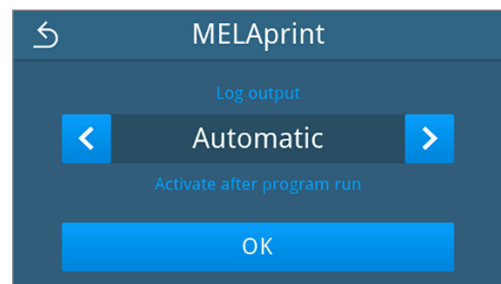 MELAprint
Log output
Automatic
Activate after program run
OK